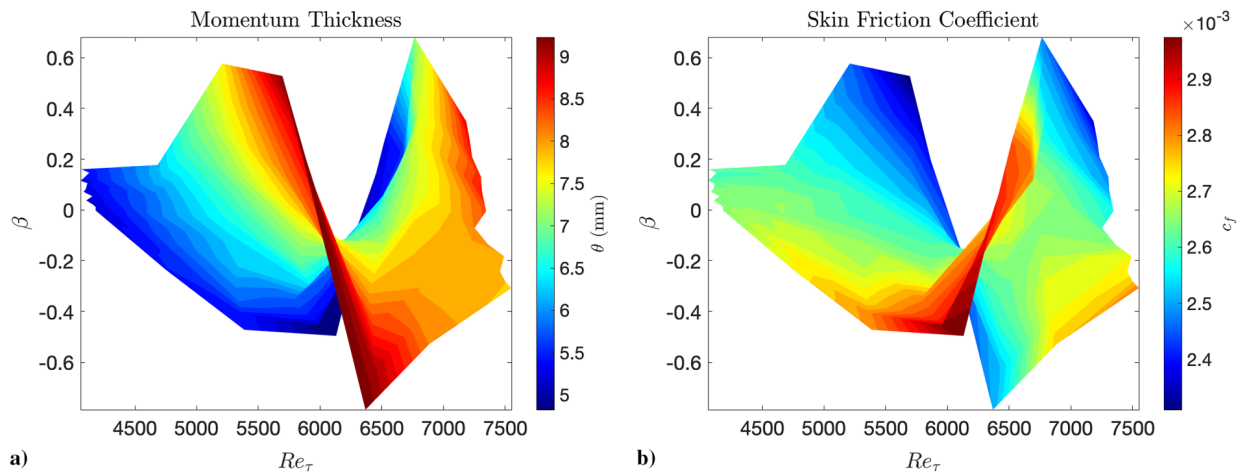 Momentum Thickness
0.6
0.4
0.2
0
-0.2
-0.4
-0.6
β
4500 5000 5500 6000 6500 7000 7500
Re_τ
9
8.5
8
7.5
7
6.5
6
5.5
5
θ (mm)
a)
Skin Friction Coefficient
×10⁻³
0.6
0.4
0.2
0
-0.2
-0.4
-0.6
β
4500 5000 5500 6000 6500 7000 7500
Re_τ
2.9
2.8
2.7
2.6
2.5
2.4
c_f
b)